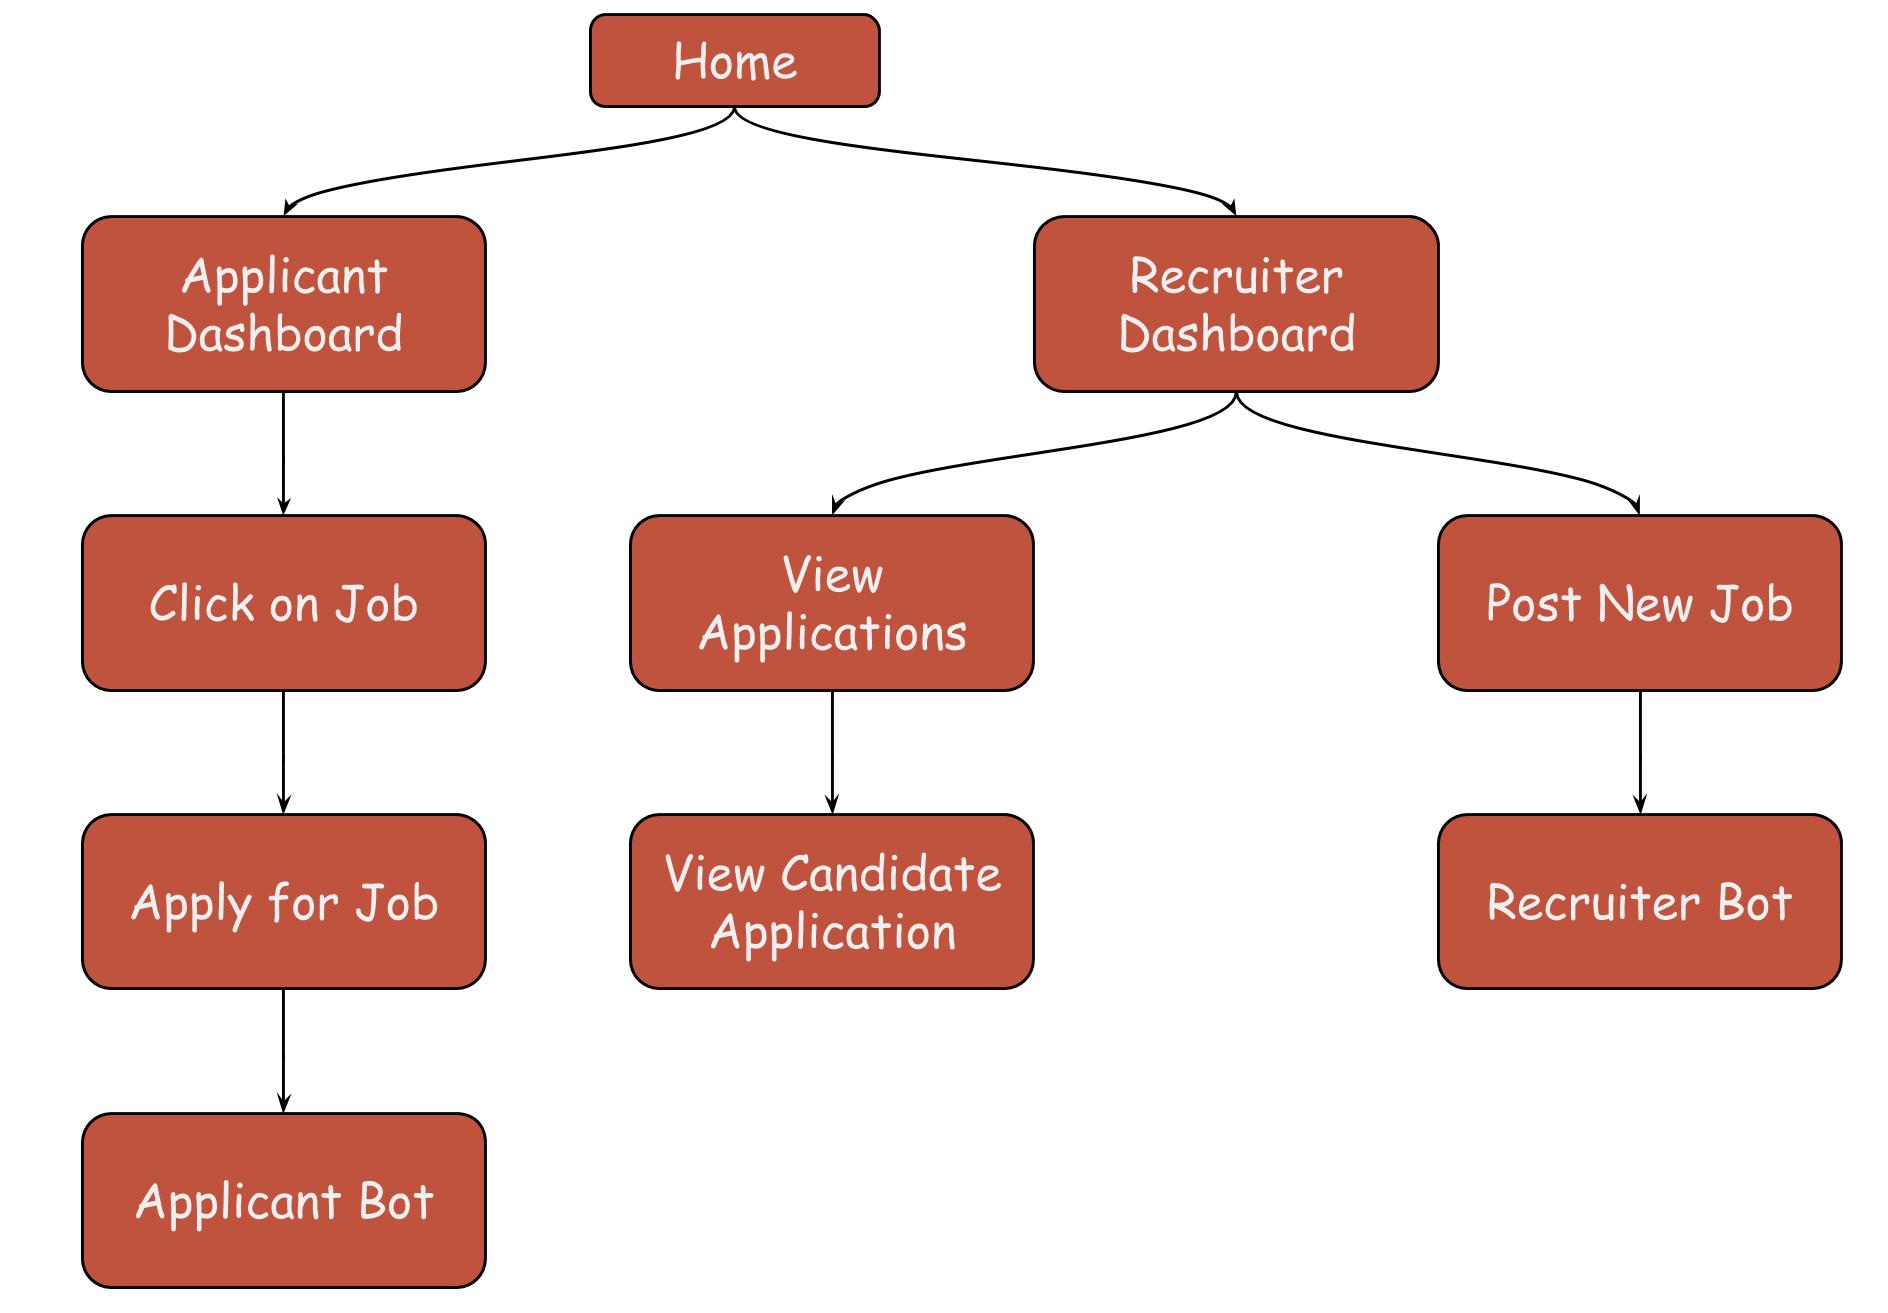 Home
Applicant
Dashboard
Recruiter
Dashboard
Click on Job
View
Applications
Post New Job
Apply for Job
View Candidate
Application
Recruiter Bot
Applicant Bot